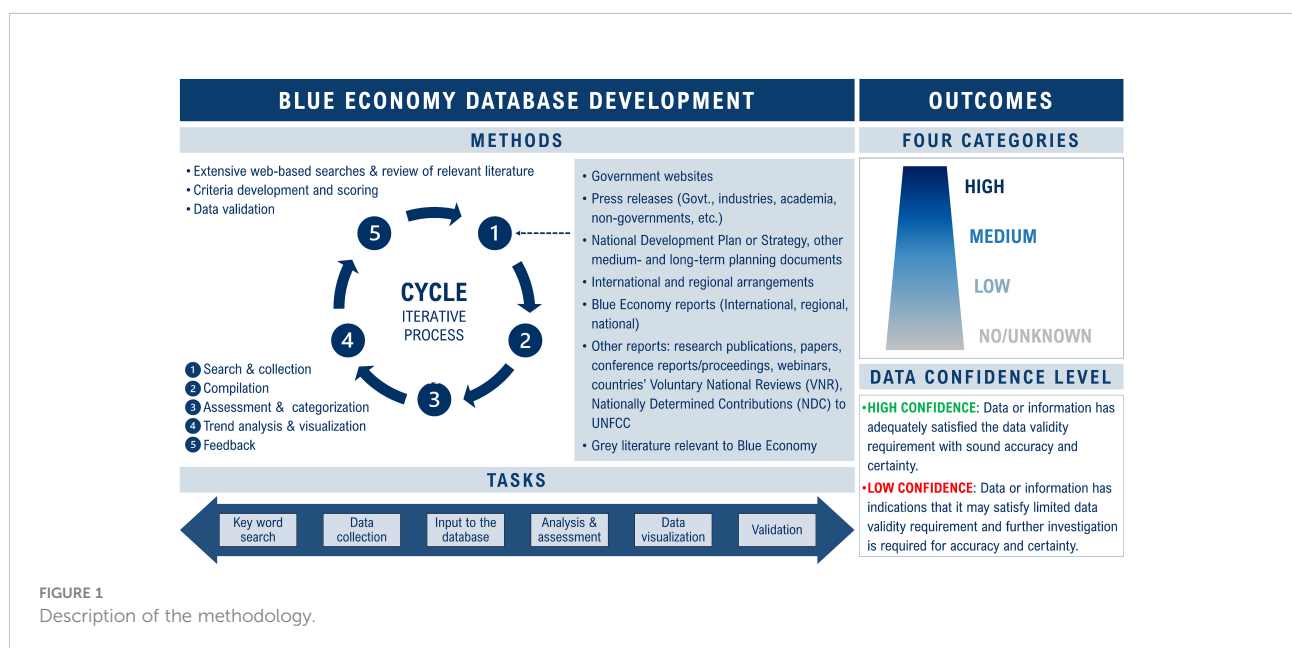 BLUE ECONOMY DATABASE DEVELOPMENT
METHODS
• Extensive web-based searches & review of relevant literature
• Criteria development and scoring
• Data validation
5
1
CYCLE
ITERATIVE
PROCESS
4
2
3
1 Search & collection
2 Compilation
3 Assessment & categorization
4 Trend analysis & visualization
5 Feedback
• Government websites
• Press releases (Govt., industries, academia,
non-governments, etc.)
• National Development Plan or Strategy, other
medium- and long-term planning documents
• International and regional arrangements
• Blue Economy reports (International, regional,
national)
• Other reports: research publications, papers,
conference reports/proceedings, webinars,
countries' Voluntary National Reviews (VNR),
Nationally Determined Contributions (NDC) to
UNFCC
• Grey literature relevant to Blue Economy
TASKS
Key word
search
Data
collection
Input to the
database
Analysis &
assessment
Data
visualization
Validation
OUTCOMES
FOUR CATEGORIES
HIGH
MEDIUM
LOW
NO/UNKNOWN
DATA CONFIDENCE LEVEL
•HIGH CONFIDENCE: Data or information has
adequately satisfied the data validity
requirement with sound accuracy and
certainty.
•LOW CONFIDENCE: Data or information has
indications that it may satisfy limited data
validity requirement and further investigation
is required for accuracy and certainty.
FIGURE 1
Description of the methodology.